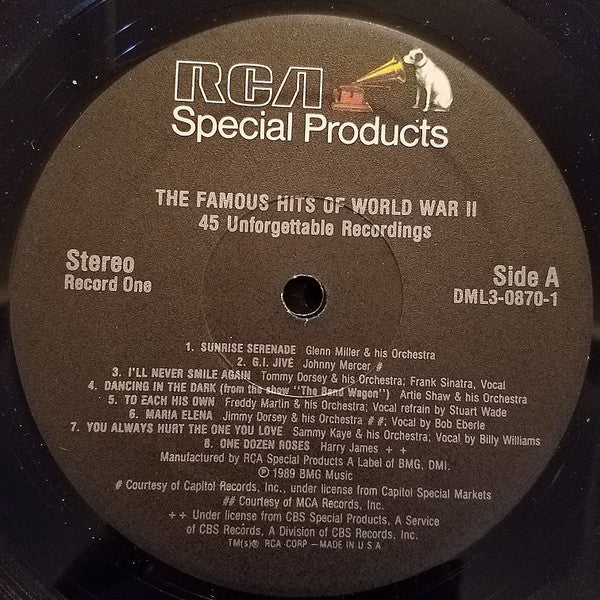 RCA
Special Products
THE FAMOUS HITS OF WORLD WAR II
45 Unforgettable Recordings
Stereo
Record One
Side A
DML3-0870-1
1. SUNRISE SERENADE Glenn Miller & his Orchestra
2. G.I. JIVE Johnny Mercer #
3. I'LL NEVER SMILE AGAIN Tommy Dorsey & his Orchestra; Frank Sinatra, Vocal
4. DANCING IN THE DARK (from the show "The Band Wagon") Artie Shaw & his Orchestra
5. TO EACH HIS OWN Freddy Martin & his Orchestra; Vocal refrain by Stuart Wade
6. MARIA ELENA Jimmy Dorsey & his Orchestra # #; Vocal by Bob Eberle
7. YOU ALWAYS HURT THE ONE YOU LOVE Sammy Kaye & his Orchestra; Vocal by Billy Williams
8. ONE DOZEN ROSES Harry James + +
Manufactured by RCA Special Products A Label of BMG, DMI.
℗ 1989 BMG Music
# Courtesy of Capitol Records, Inc., under license from Capitol Special Markets
## Courtesy of MCA Records, Inc.
+ + Under license from CBS Special Products, A Service
of CBS Records, A Division of CBS Records, Inc.
TM(s)® RCA CORP —MADE IN U S A